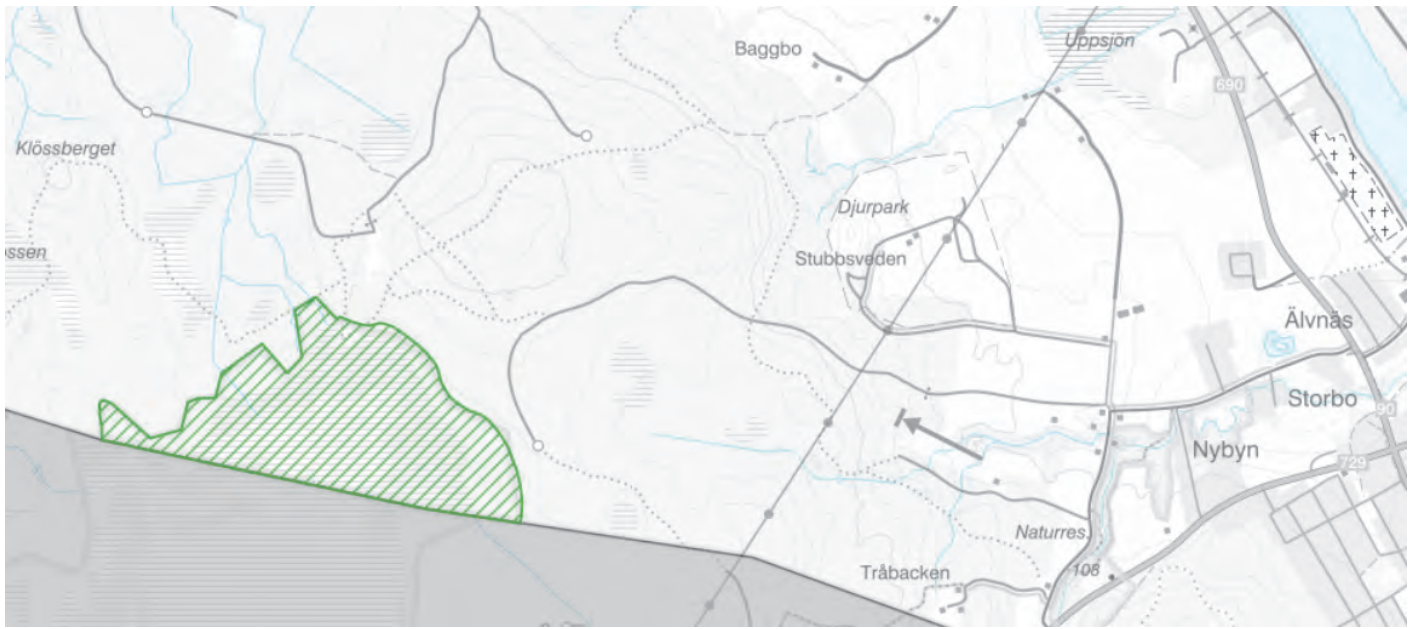 Baggbo
Uppsjön
690
Klössberget
Djurpark
ossen
Stubbsveden
Älvnäs
Storbo
90
Nybyn
729
Naturres.
108
Tråbacken